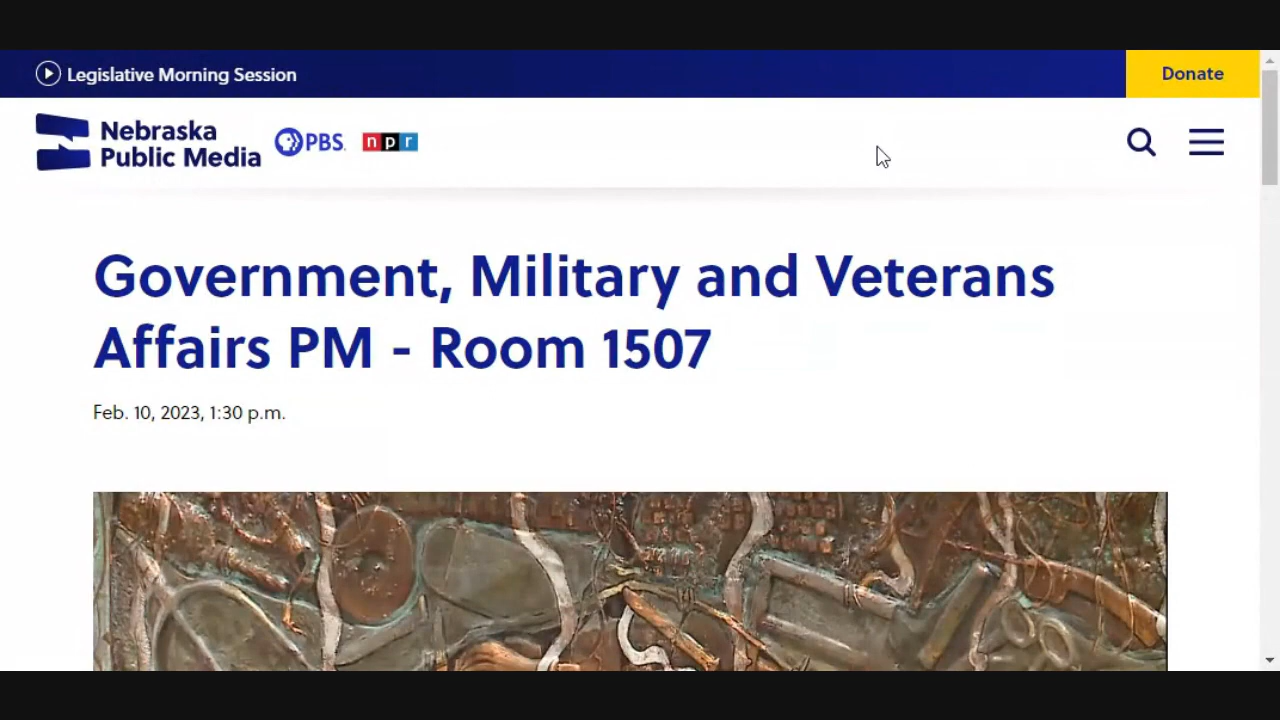 Legislative Morning Session
Donate
Nebraska
Public Media
PBS.
npr
Government, Military and Veterans
Affairs PM - Room 1507
Feb. 10, 2023, 1:30 p.m.